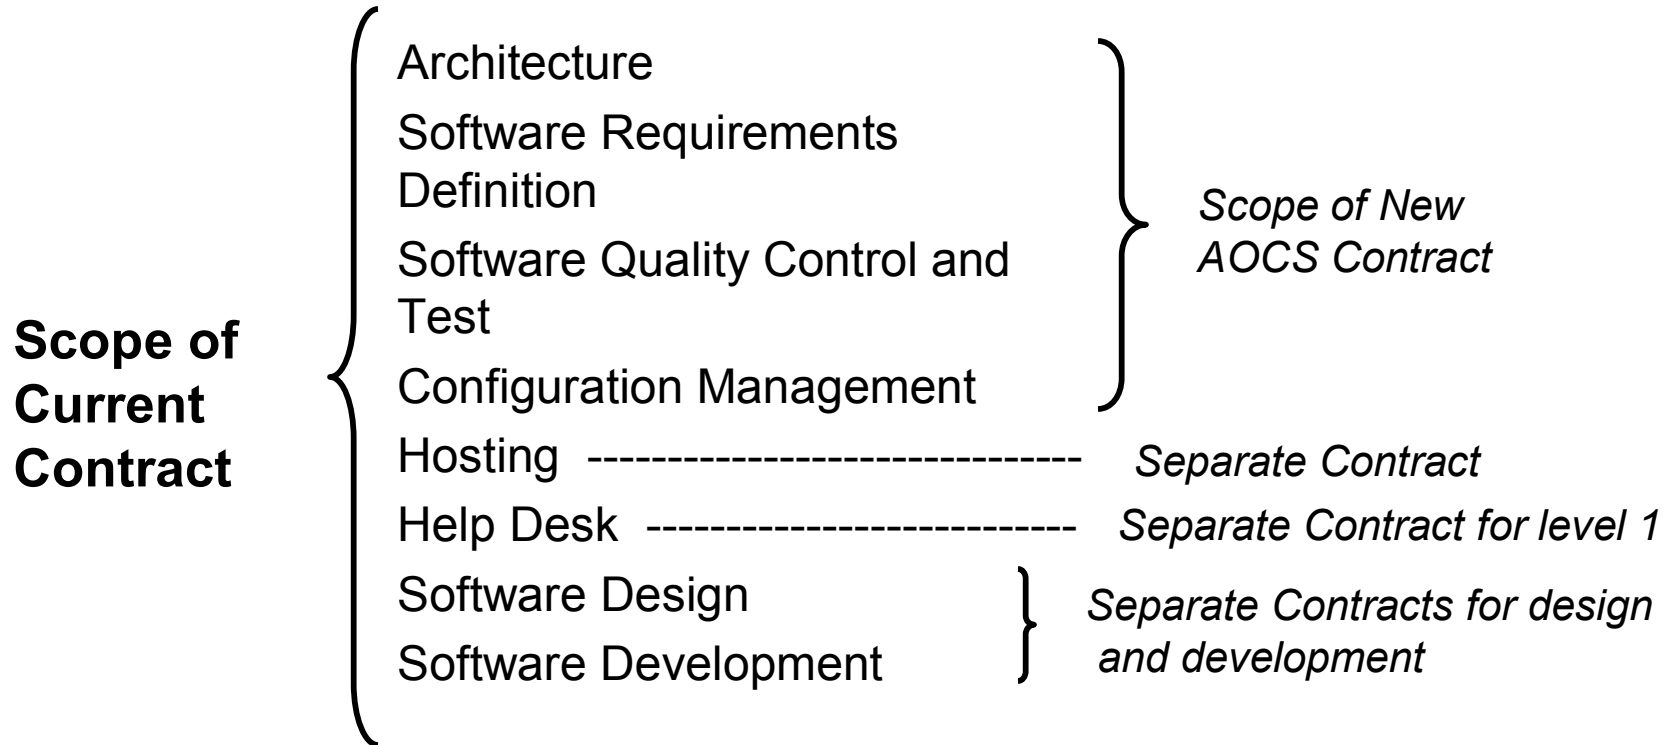 Scope of
Current
Contract
Architecture
Software Requirements
Definition
Software Quality Control and
Test
Configuration Management
Hosting -------------------------------
Help Desk ---------------------------
Software Design
Software Development
Scope of New
AOCS Contract
Separate Contract
Separate Contract for level 1
Separate Contracts for design
and development